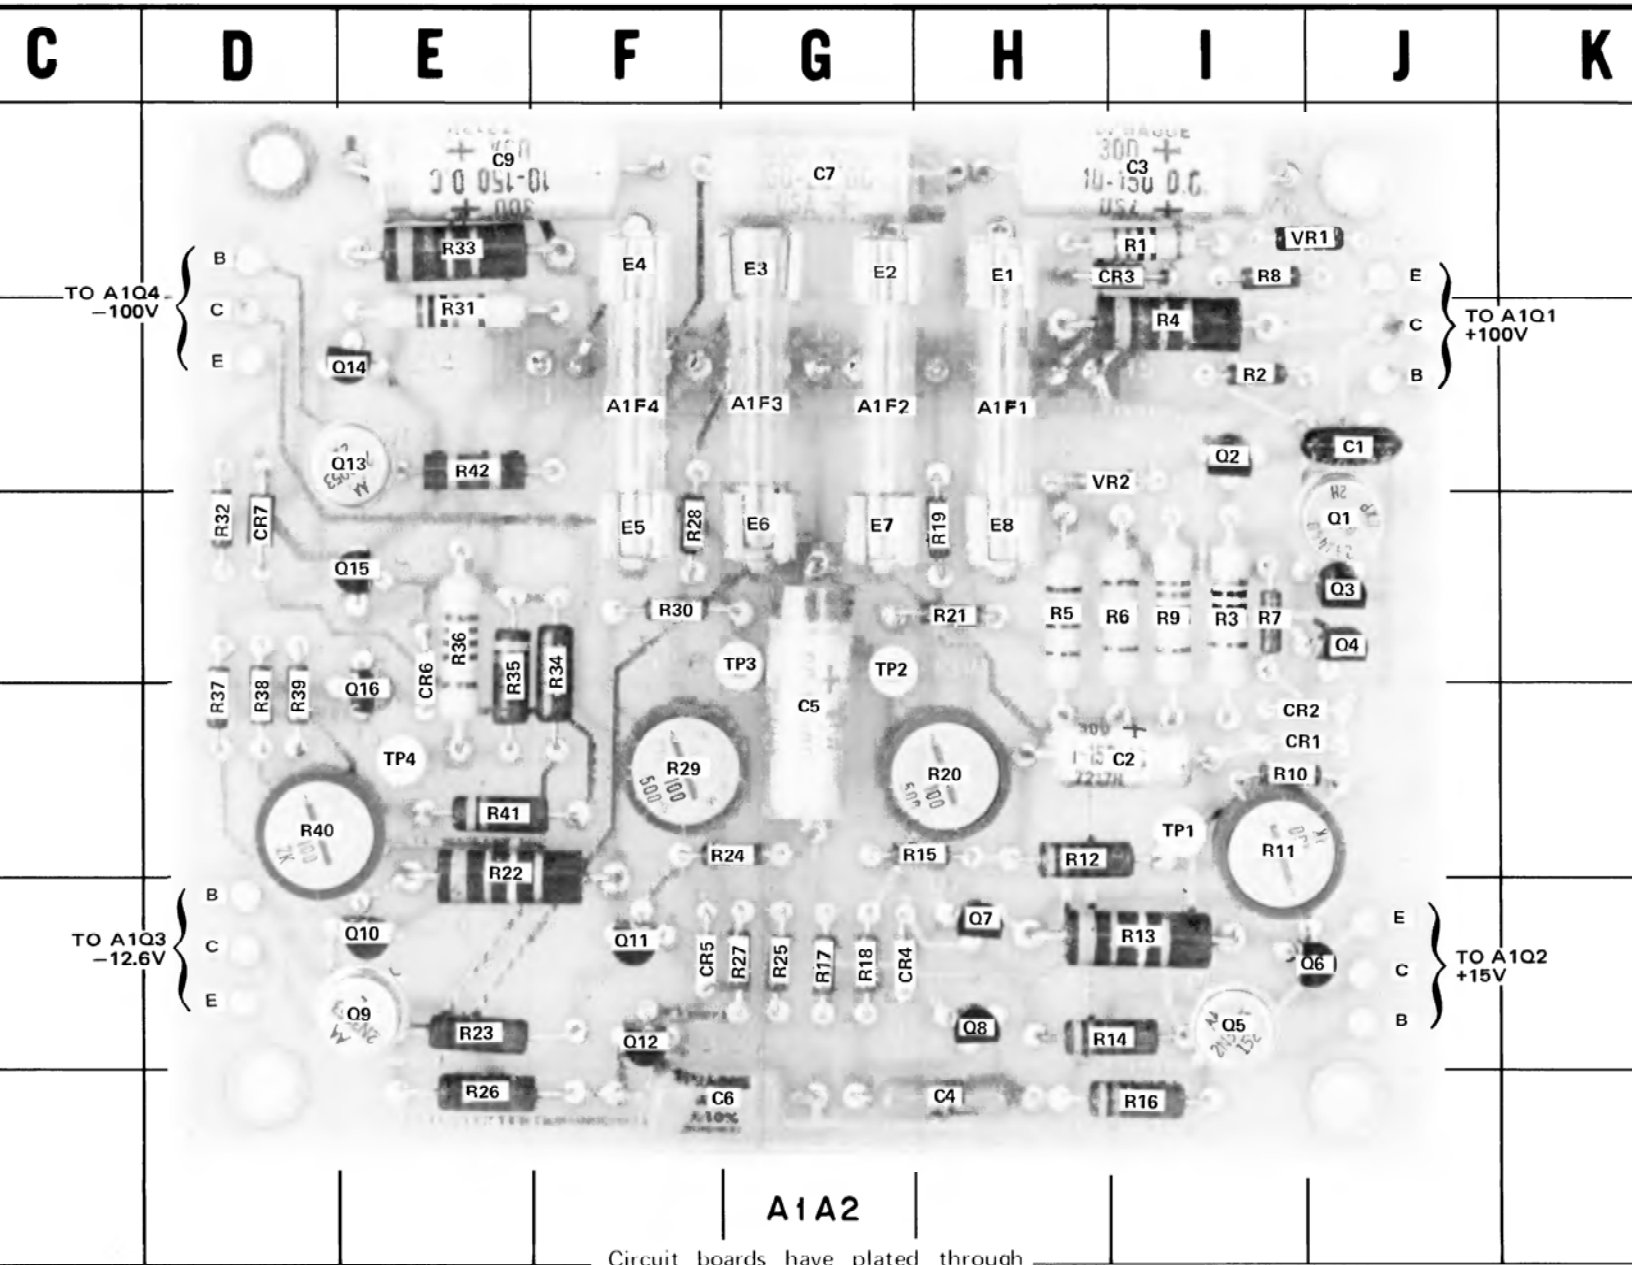 C D E F G H I J K
C9 C7 C3
300 +
10-150 D.C.
10-150 D.C
300
R33 E4 E3 E2 E1 R1 VR1
CR3 R8
B E
TO A1Q4
-100V
C R31 R4 C TO A1Q1
+100V
E Q14 R2 B
A1F4 A1F3 A1F2 A1F1
Q13 R42 Q2 C1
VR2
R32 CR7 E5 R28 E6 E7 R19 E8 Q1
Q15 Q3
R36 R30 R21 R5 R6 R9 R3 R7
Q4
TP3 TP2
R37 R38 R39 Q16 CR6 R35 R34
C5 CR2
CR1
TP4 R29 R20 C2 R10
500 100
100
R41
R40 TP1
100
2K
R11
R24 R15 R12
R22
B Q10 Q11 Q7 R13 E
TO A1Q3
-12.6V
C CR5 R27 R25 R17 R18 CR4 Q6 C TO A1Q2
+15V
E Q9 B
R23 Q12 Q8 R14 Q5
R26 C6 C4 R16
±10%
A1A2
Circuit boards have plated through